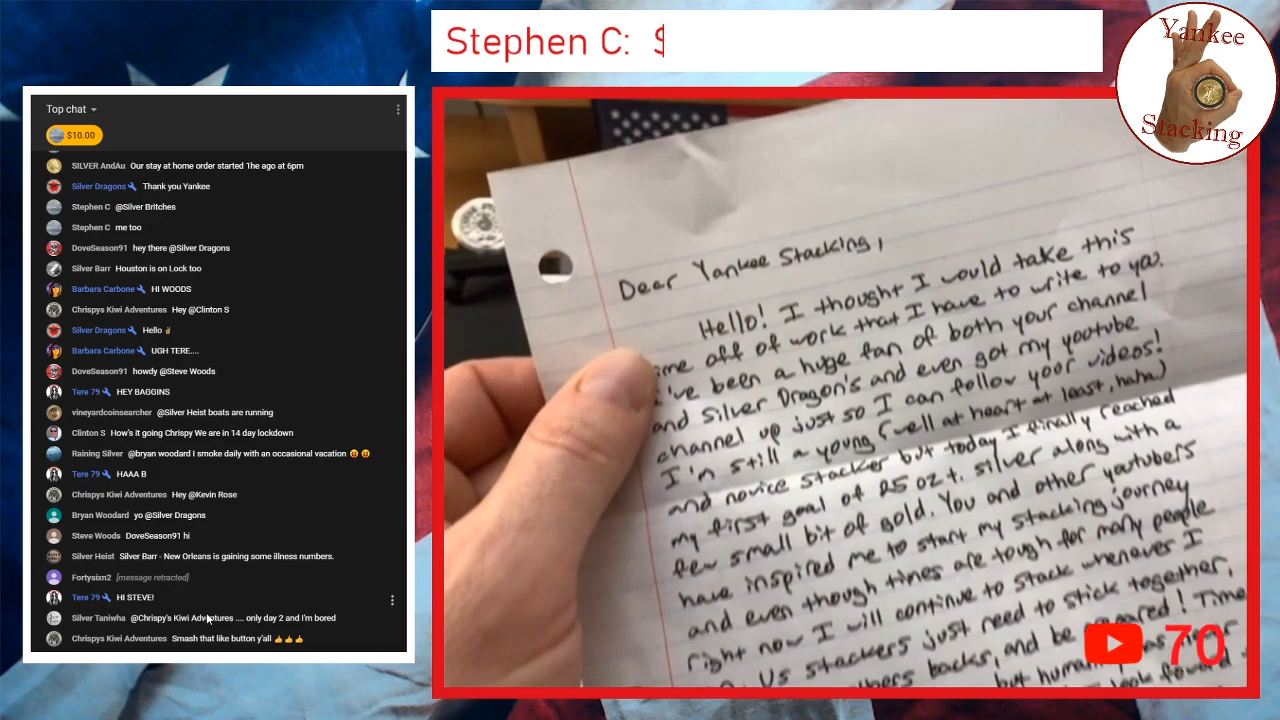 Stephen C: $
Yankee
Stacking
Top chat
$10.00
SILVER AndAu Our stay at home order started 1he ago at 6pm
Silver Dragons Thank you Yankee
Stephen C @Silver Britches
Stephen C me too
DoveSeason91 hey there @Silver Dragons
Silver Barr Houston is on Lock too
Barbara Carbone HI WOODS
Chrispys Kiwi Adventures Hey @Clinton S
Silver Dragons Hello ✌
Barbara Carbone UGH TERE....
DoveSeason91 howdy @Steve Woods
Tere 79 HEY BAGGINS
vineyardcoinsearcher @Silver Heist boats are running
Clinton S How's it going Chrispy We are in 14 day lockdown
Raining Silver @bryan woodard I smoke daily with an occasional vacation
Tere 79 HAAA B
Chrispys Kiwi Adventures Hey @Kevin Rose
Bryan Woodard yo @Silver Dragons
Steve Woods DoveSeason91 hi
Silver Heist Silver Barr - New Orleans is gaining some illness numbers.
Fortysixn2 [message retracted]
Tere 79 HI STEVE!
Silver Taniwha @Chrispy's Kiwi Adventures .... only day 2 and I'm bored
Chrispys Kiwi Adventures Smash that like button y'all 👍👍👍
Dear Yankee Stacking,
Hello! I thought I would take this
time off of work that I have to write to you.
I've been a huge fan of both your channel
and Silver Dragon's and even got my youtube
channel up just so I can follow your videos!
I'm still a young (well at heart at least, haha)
and novice stacker but today I finally reached
my first goal of 25 ozt. silver along with a
few small bit of gold. You and other youtubers
have inspired me to start my stacking journey
and even though times are tough for many people
right now I will continue to stack whenever I
Us stackers just need to stick together,
backs, and be prepared! Time
but human
look foward
70